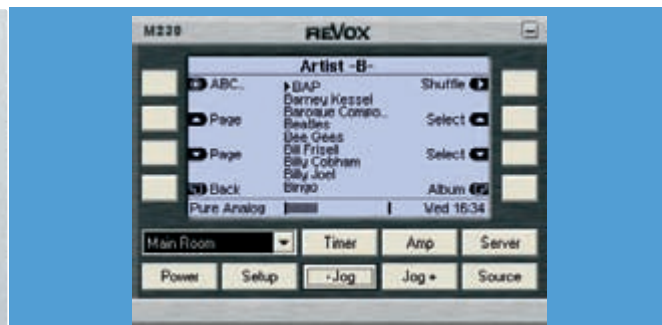 M230 REVOX
Artist -B-
ABC.. BAP Shuffle
Barney Kessel
Page Baroque Compo.. Select
Beatles
Bee Gees
Page Bill Frisell Select
Billy Cobham
Billy Joel
Back Bingo Album
Pure Analog Wed 16:34
Main Room Timer Amp Server
Power Setup -Jog Jog + Source